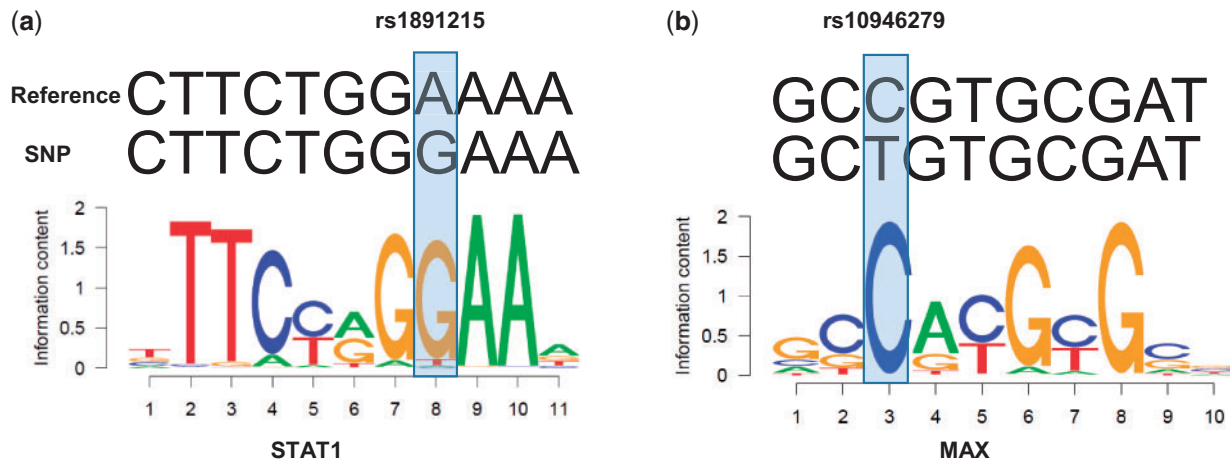 (a)
rs1891215
Reference CTTCTGGAAAA
SNP CTTCTGGGAAA
Information content
2
1.5
1
0.5
0
T T T C C T A G G G A A A
1 2 3 4 5 6 7 8 9 10 11
STAT1
(b)
rs10946279
GCCGTGCGAT
GCTGTGCGAT
Information content
2
1.5
1
0.5
0
G C G C A G C T G C T G C
1 2 3 4 5 6 7 8 9 10
MAX